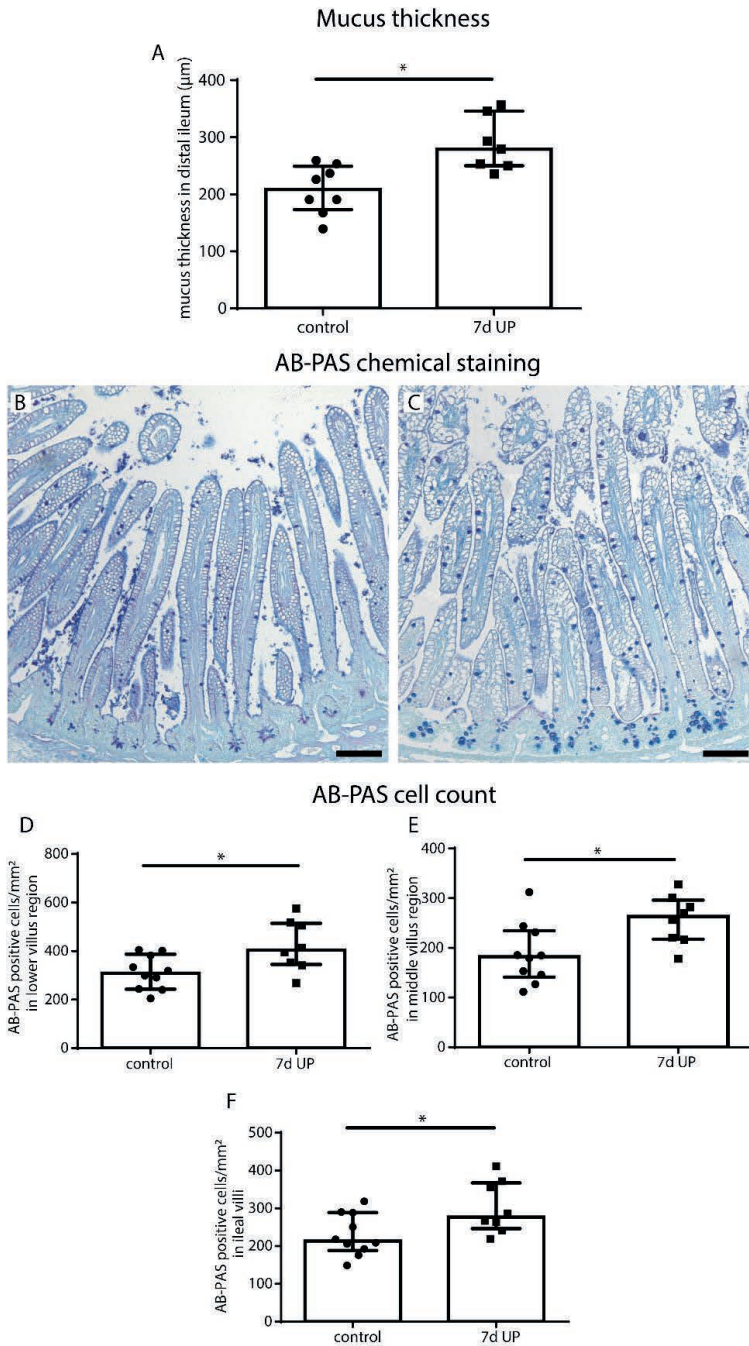 Mucus thickness
A
*
400
300
200
100
0
mucus thickness in distal ileum (µm)
control
7d UP
AB-PAS chemical staining
B
C
AB-PAS cell count
D
*
800
600
400
200
0
AB-PAS positive cells/mm²
in lower villus region
control
7d UP
E
*
400
300
200
100
0
AB-PAS positive cells/mm²
in middle villus region
control
7d UP
F
*
500
400
300
200
100
0
AB-PAS positive cells/mm²
in ileal villi
control
7d UP